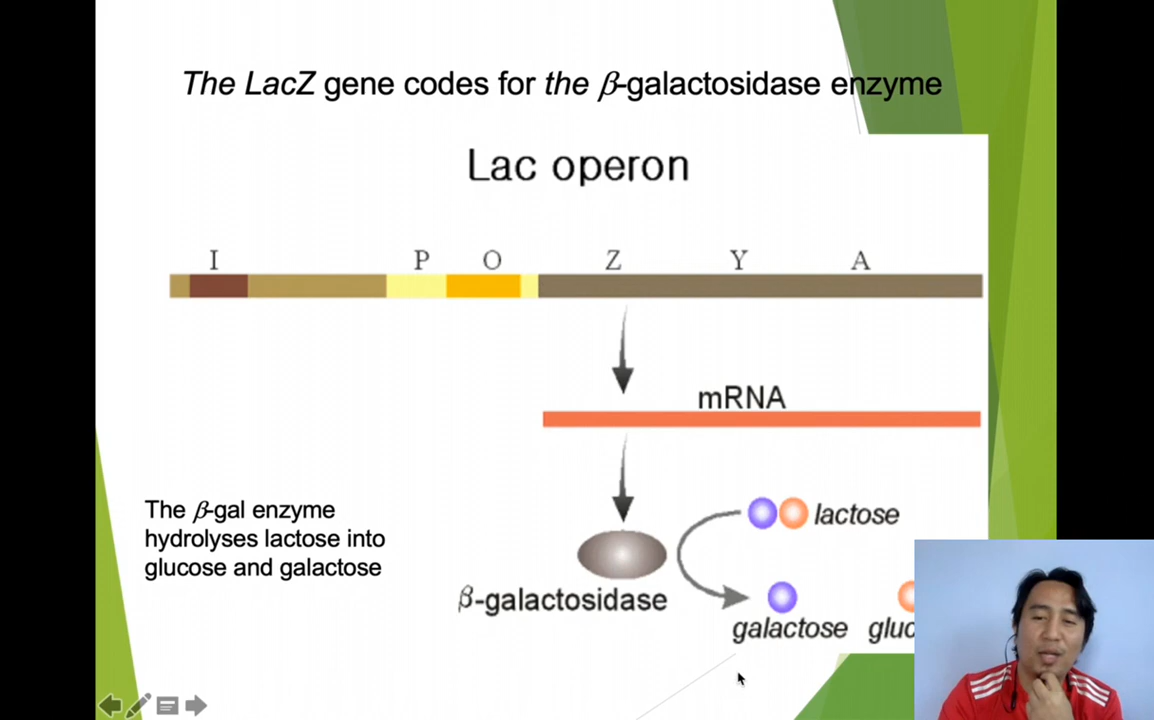 The LacZ gene codes for the β-galactosidase enzyme
Lac operon
I P O Z Y A
mRNA
The β-gal enzyme
hydrolyses lactose into
glucose and galactose
lactose
β-galactosidase
galactose